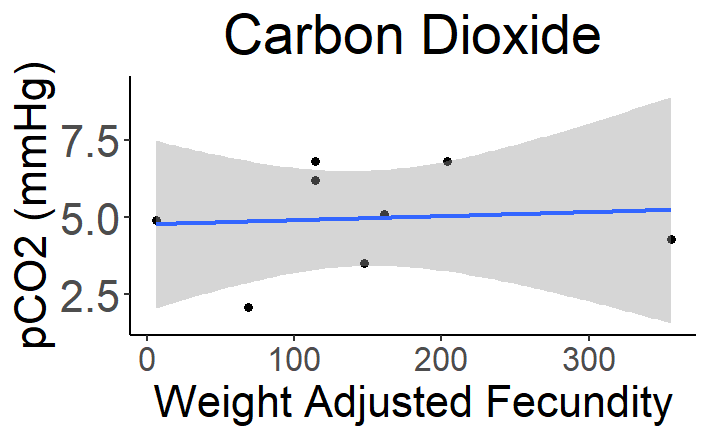 Carbon Dioxide
pCO2 (mmHg)
7.5
5.0
2.5
0 100 200 300
Weight Adjusted Fecundity